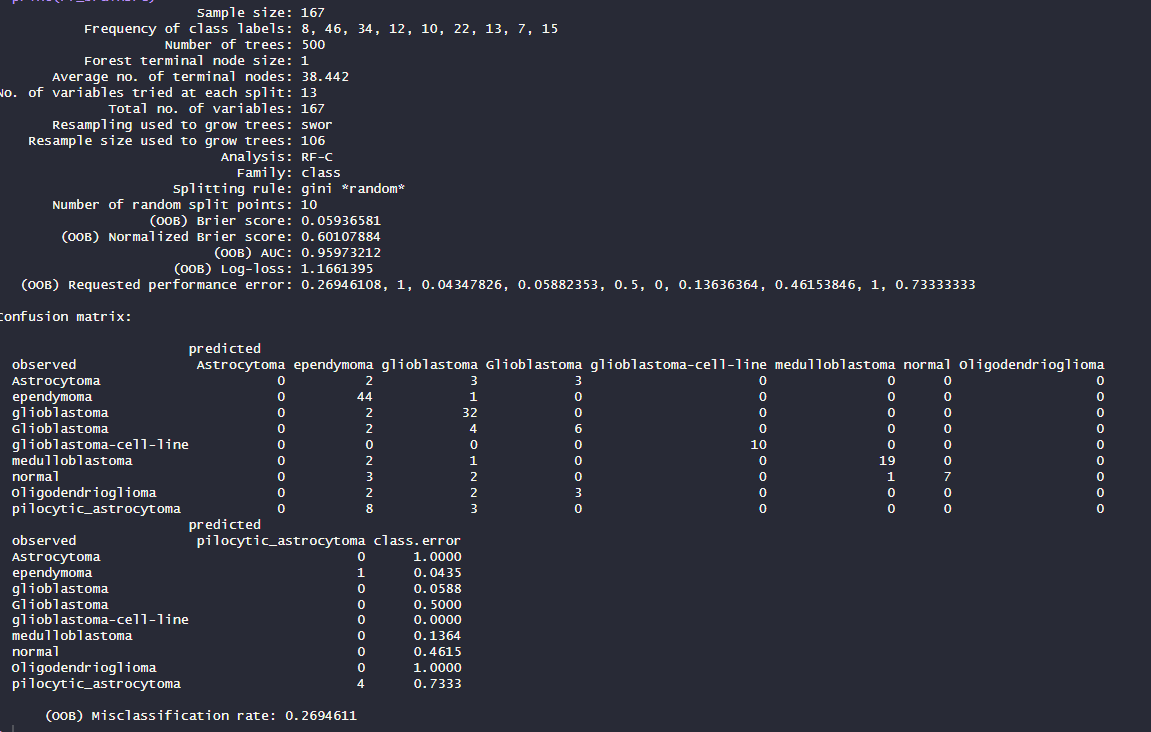 Sample size: 167
Frequency of class labels: 8, 46, 34, 12, 10, 22, 13, 7, 15
Number of trees: 500
Forest terminal node size: 1
Average no. of terminal nodes: 38.442
No. of variables tried at each split: 13
Total no. of variables: 167
Resampling used to grow trees: swor
Resample size used to grow trees: 106
Analysis: RF-C
Family: class
Splitting rule: gini *random*
Number of random split points: 10
(OOB) Brier score: 0.05936581
(OOB) Normalized Brier score: 0.60107884
(OOB) AUC: 0.95973212
(OOB) Log-loss: 1.1661395
(OOB) Requested performance error: 0.26946108, 1, 0.04347826, 0.05882353, 0.5, 0, 0.13636364, 0.46153846, 1, 0.73333333
Confusion matrix:
predicted
observed Astrocytoma ependymoma glioblastoma Glioblastoma glioblastoma-cell-line medulloblastoma normal Oligodendrioglioma
Astrocytoma 0 2 3 3 0 0 0 0
ependymoma 0 44 1 0 0 0 0 0
glioblastoma 0 2 32 0 0 0 0 0
Glioblastoma 0 2 4 6 0 0 0 0
glioblastoma-cell-line 0 0 0 0 10 0 0 0
medulloblastoma 0 2 1 0 0 19 0 0
normal 0 3 2 0 0 1 7 0
Oligodendrioglioma 0 2 2 3 0 0 0 0
pilocytic_astrocytoma 0 8 3 0 0 0 0 0
predicted
observed pilocytic_astrocytoma class.error
Astrocytoma 0 1.0000
ependymoma 1 0.0435
glioblastoma 0 0.0588
Glioblastoma 0 0.5000
glioblastoma-cell-line 0 0.0000
medulloblastoma 0 0.1364
normal 0 0.4615
Oligodendrioglioma 0 1.0000
pilocytic_astrocytoma 4 0.7333
(OOB) Misclassification rate: 0.2694611